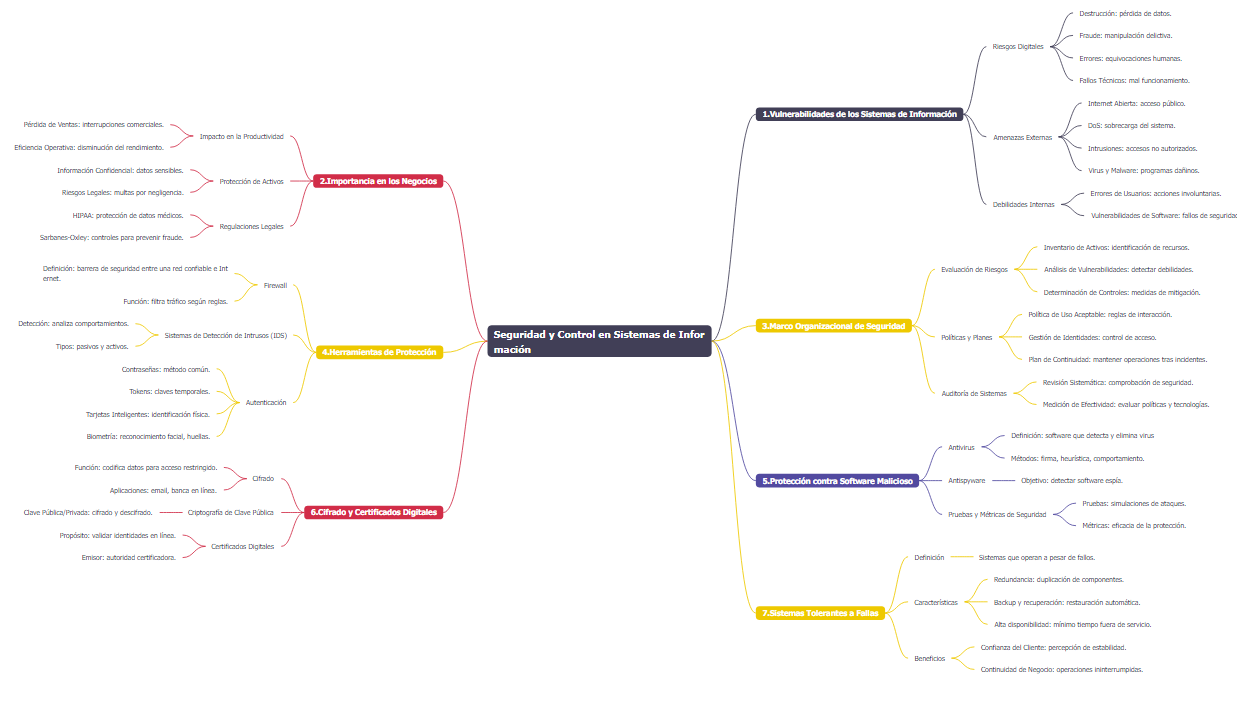 Seguridad y Control en Sistemas de Infor
mación
1.Vulnerabilidades de los Sistemas de Información
Riesgos Digitales
Destrucción: pérdida de datos.
Fraude: manipulación delictiva.
Errores: equivocaciones humanas.
Fallos Técnicos: mal funcionamiento.
Amenazas Externas
Internet Abierta: acceso público.
DoS: sobrecarga del sistema.
Intrusiones: accesos no autorizados.
Virus y Malware: programas dañinos.
Debilidades Internas
Errores de Usuarios: acciones involuntarias.
Vulnerabilidades de Software: fallos de seguridad
2.Importancia en los Negocios
Impacto en la Productividad
Pérdida de Ventas: interrupciones comerciales.
Eficiencia Operativa: disminución del rendimiento.
Protección de Activos
Información Confidencial: datos sensibles.
Riesgos Legales: multas por negligencia.
Regulaciones Legales
HIPAA: protección de datos médicos.
Sarbanes-Oxley: controles para prevenir fraude.
3.Marco Organizacional de Seguridad
Evaluación de Riesgos
Inventario de Activos: identificación de recursos.
Análisis de Vulnerabilidades: detectar debilidades.
Determinación de Controles: medidas de mitigación.
Políticas y Planes
Política de Uso Aceptable: reglas de interacción.
Gestión de Identidades: control de acceso.
Plan de Continuidad: mantener operaciones tras incidentes.
Auditoría de Sistemas
Revisión Sistemática: comprobación de seguridad.
Medición de Efectividad: evaluar políticas y tecnologías.
4.Herramientas de Protección
Firewall
Definición: barrera de seguridad entre una red confiable e Int
ernet.
Función: filtra tráfico según reglas.
Sistemas de Detección de Intrusos (IDS)
Detección: analiza comportamientos.
Tipos: pasivos y activos.
Autenticación
Contraseñas: método común.
Tokens: claves temporales.
Tarjetas Inteligentes: identificación física.
Biometría: reconocimiento facial, huellas.
5.Protección contra Software Malicioso
Antivirus
Definición: software que detecta y elimina virus
Métodos: firma, heurística, comportamiento.
Antispyware
Objetivo: detectar software espía.
Pruebas y Métricas de Seguridad
Pruebas: simulaciones de ataques.
Métricas: eficacia de la protección.
6.Cifrado y Certificados Digitales
Cifrado
Función: codifica datos para acceso restringido.
Aplicaciones: email, banca en línea.
Criptografía de Clave Pública
Clave Pública/Privada: cifrado y descifrado.
Certificados Digitales
Propósito: validar identidades en línea.
Emisor: autoridad certificadora.
7.Sistemas Tolerantes a Fallas
Definición
Sistemas que operan a pesar de fallos.
Características
Redundancia: duplicación de componentes.
Backup y recuperación: restauración automática.
Alta disponibilidad: mínimo tiempo fuera de servicio.
Beneficios
Confianza del Cliente: percepción de estabilidad.
Continuidad de Negocio: operaciones ininterrumpidas.